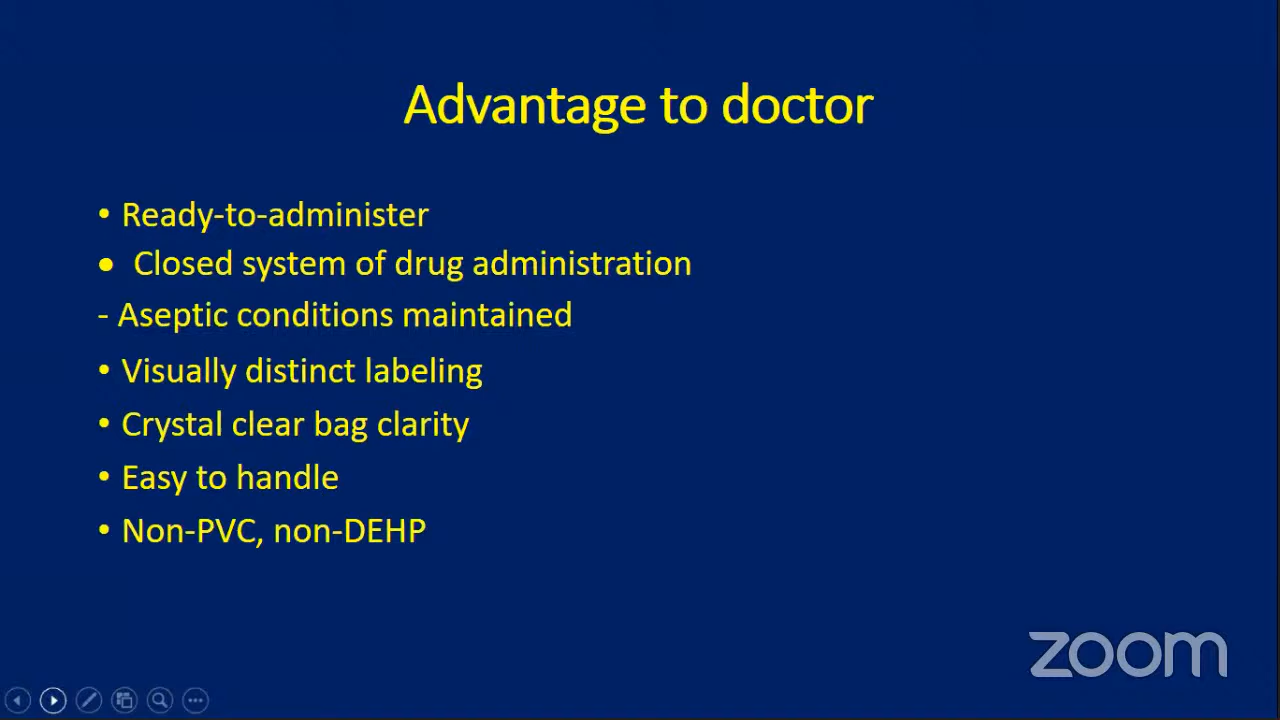 Advantage to doctor
• Ready-to-administer
• Closed system of drug administration
- Aseptic conditions maintained
• Visually distinct labeling
• Crystal clear bag clarity
• Easy to handle
• Non-PVC, non-DEHP
zoom